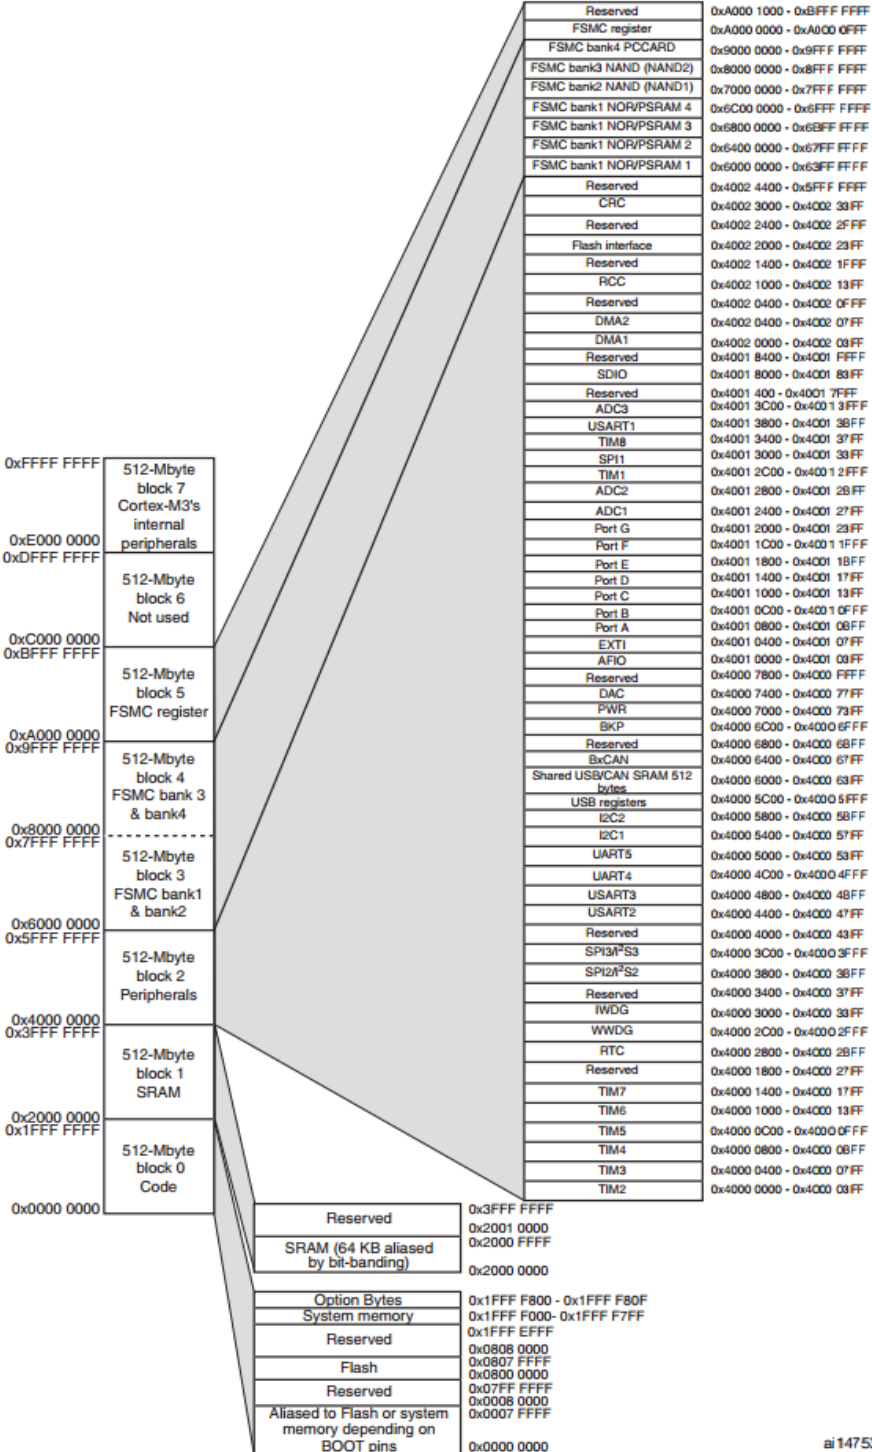 Reserved 0xA000 1000 - 0xBFFF FFFF
FSMC register 0xA000 0000 - 0xA000 0FFF
FSMC bank4 PCCARD 0x9000 0000 - 0x9FFF FFFF
FSMC bank3 NAND (NAND2) 0x8000 0000 - 0x8FFF FFFF
FSMC bank2 NAND (NAND1) 0x7000 0000 - 0x7FFF FFFF
FSMC bank1 NOR/PSRAM 4 0x6C00 0000 - 0x6FFF FFFF
FSMC bank1 NOR/PSRAM 3 0x6800 0000 - 0x6BFF FFFF
FSMC bank1 NOR/PSRAM 2 0x6400 0000 - 0x67FF FFFF
FSMC bank1 NOR/PSRAM 1 0x6000 0000 - 0x63FF FFFF
Reserved 0x4002 4400 - 0x5FFF FFFF
CRC 0x4002 3000 - 0x4002 33FF
Reserved 0x4002 2400 - 0x4002 2FFF
Flash interface 0x4002 2000 - 0x4002 23FF
Reserved 0x4002 1400 - 0x4002 1FFF
RCC 0x4002 1000 - 0x4002 13FF
Reserved 0x4002 0400 - 0x4002 0FFF
DMA2 0x4002 0400 - 0x4002 07FF
DMA1 0x4002 0000 - 0x4002 03FF
Reserved 0x4001 8400 - 0x4001 FFFF
SDIO 0x4001 8000 - 0x4001 83FF
Reserved 0x4001 400 - 0x4001 7FFF
ADC3 0x4001 3C00 - 0x4001 3FFF
USART1 0x4001 3800 - 0x4001 3BFF
TIM8 0x4001 3400 - 0x4001 37FF
SPI1 0x4001 3000 - 0x4001 33FF
TIM1 0x4001 2C00 - 0x4001 2FFF
ADC2 0x4001 2800 - 0x4001 2BFF
ADC1 0x4001 2400 - 0x4001 27FF
Port G 0x4001 2000 - 0x4001 23FF
Port F 0x4001 1C00 - 0x4001 1FFF
Port E 0x4001 1800 - 0x4001 1BFF
Port D 0x4001 1400 - 0x4001 17FF
Port C 0x4001 1000 - 0x4001 13FF
Port B 0x4001 0C00 - 0x4001 0FFF
Port A 0x4001 0800 - 0x4001 0BFF
EXTI 0x4001 0400 - 0x4001 07FF
AFIO 0x4001 0000 - 0x4001 03FF
Reserved 0x4000 7800 - 0x4000 FFFF
DAC 0x4000 7400 - 0x4000 77FF
PWR 0x4000 7000 - 0x4000 73FF
BKP 0x4000 6C00 - 0x4000 6FFF
Reserved 0x4000 6800 - 0x4000 6BFF
BxCAN 0x4000 6400 - 0x4000 67FF
Shared USB/CAN SRAM 512
bytes 0x4000 6000 - 0x4000 63FF
USB registers 0x4000 5C00 - 0x4000 5FFF
I2C2 0x4000 5800 - 0x4000 5BFF
I2C1 0x4000 5400 - 0x4000 57FF
UART5 0x4000 5000 - 0x4000 53FF
UART4 0x4000 4C00 - 0x4000 4FFF
USART3 0x4000 4800 - 0x4000 4BFF
USART2 0x4000 4400 - 0x4000 47FF
Reserved 0x4000 4000 - 0x4000 43FF
SPI3/I²S3 0x4000 3C00 - 0x4000 3FFF
SPI2/I²S2 0x4000 3800 - 0x4000 3BFF
Reserved 0x4000 3400 - 0x4000 37FF
IWDG 0x4000 3000 - 0x4000 33FF
WWDG 0x4000 2C00 - 0x4000 2FFF
RTC 0x4000 2800 - 0x4000 2BFF
Reserved 0x4000 1800 - 0x4000 27FF
TIM7 0x4000 1400 - 0x4000 17FF
TIM6 0x4000 1000 - 0x4000 13FF
TIM5 0x4000 0C00 - 0x4000 0FFF
TIM4 0x4000 0800 - 0x4000 0BFF
TIM3 0x4000 0400 - 0x4000 07FF
TIM2 0x4000 0000 - 0x4000 03FF
0xFFFF FFFF
512-Mbyte
block 7
Cortex-M3's
internal
peripherals
0xE000 0000
0xDFFF FFFF
512-Mbyte
block 6
Not used
0xC000 0000
0xBFFF FFFF
512-Mbyte
block 5
FSMC register
0xA000 0000
0x9FFF FFFF
512-Mbyte
block 4
FSMC bank 3
& bank4
0x8000 0000
0x7FFF FFFF
512-Mbyte
block 3
FSMC bank1
& bank2
0x6000 0000
0x5FFF FFFF
512-Mbyte
block 2
Peripherals
0x4000 0000
0x3FFF FFFF
512-Mbyte
block 1
SRAM
0x2000 0000
0x1FFF FFFF
512-Mbyte
block 0
Code
0x0000 0000
0x3FFF FFFF
Reserved
0x2001 0000
0x2000 FFFF
SRAM (64 KB aliased
by bit-banding)
0x2000 0000
Option Bytes 0x1FFF F800 - 0x1FFF F80F
System memory 0x1FFF F000- 0x1FFF F7FF
0x1FFF EFFF
Reserved
0x0808 0000
0x0807 FFFF
Flash
0x0800 0000
0x07FF FFFF
Reserved
0x0008 0000
0x0007 FFFF
Aliased to Flash or system
memory depending on
BOOT pins
0x0000 0000